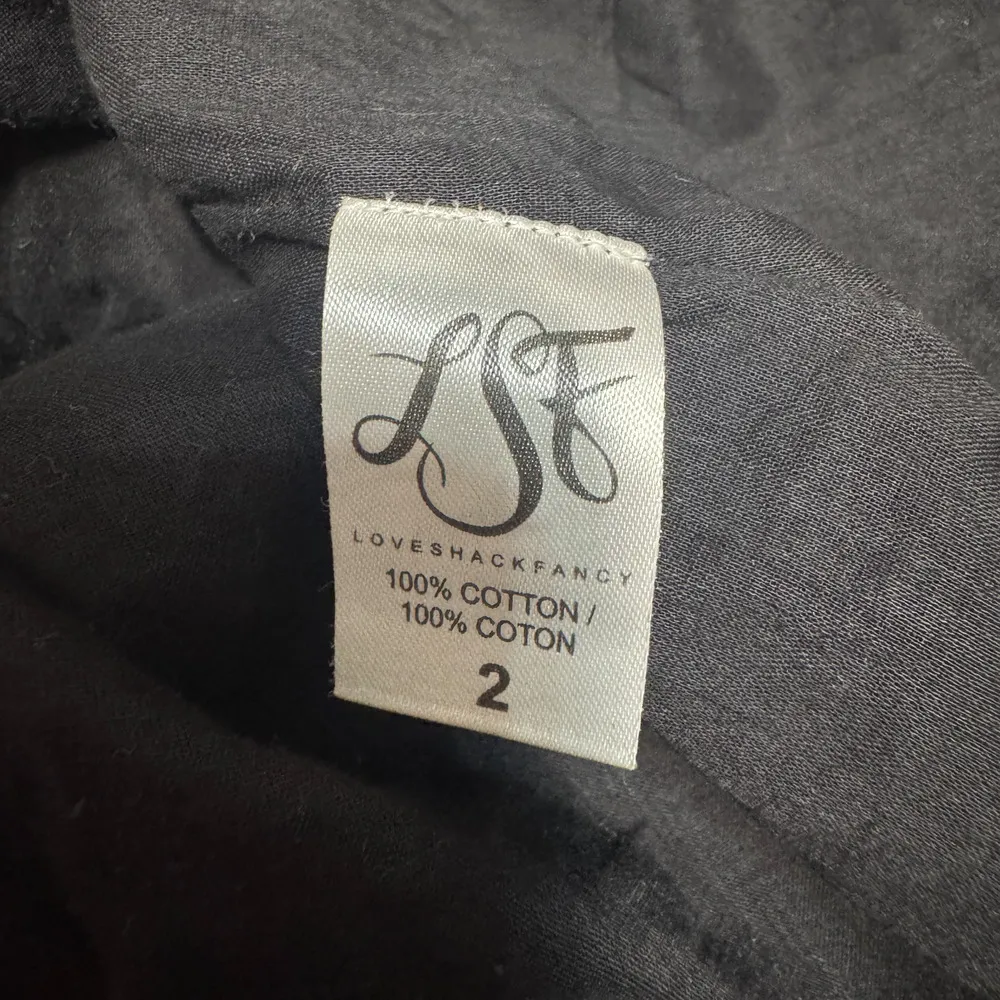 LSF
LOVESHACKFANCY
100% COTTON /
100% COTON
2